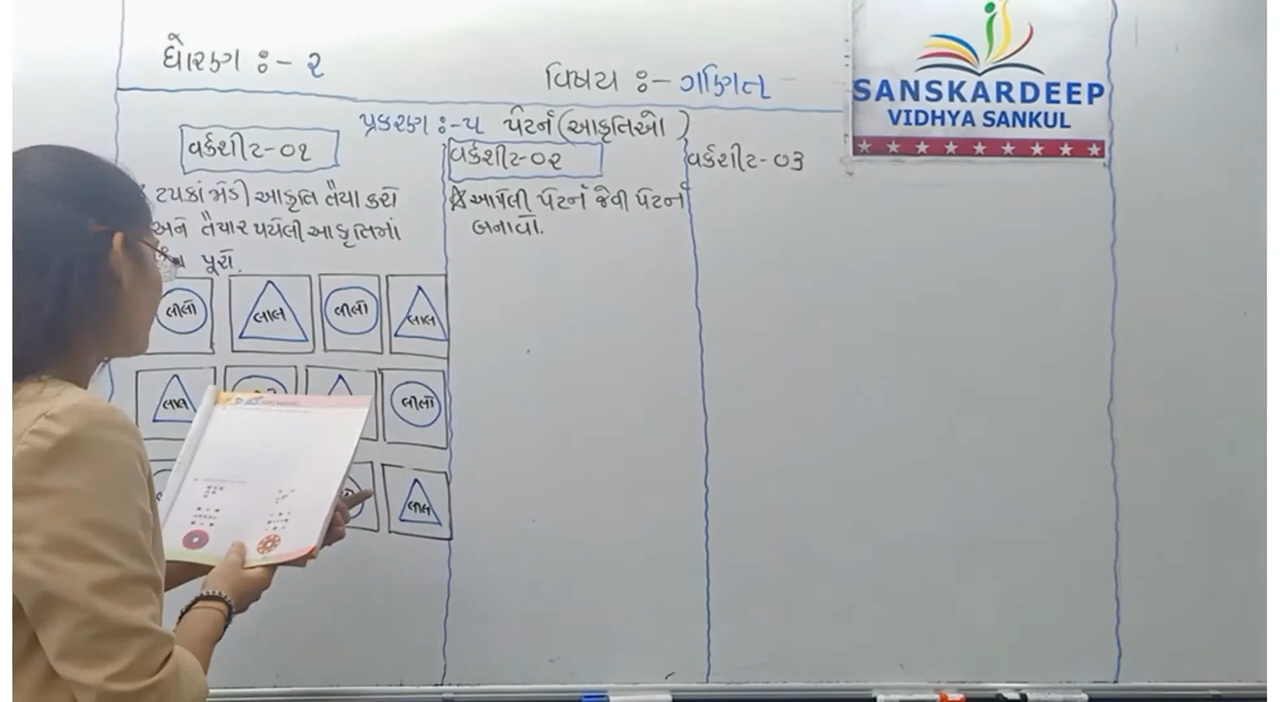 ધોરણ :- ૨
વિષય :- ગણિત
SANSKARDEEP
VIDHYA SANKUL
પ્રકરણ :- ૫ પેટર્ન (આકૃતિઓ)
વર્કશીટ-૦૧
ટપકાં જોડી આકૃતિ તૈયા કરો
અને તૈયાર થયેલી આકૃતિમાં
પૂરો.
લીલો લાલ લીલો લાલ
લાલ લીલો
લાલ
વર્કશીટ-૦૨
☆ આપેલી પેટર્ન જેવી પેટર્ન
બનાવો.
વર્કશીટ-૦૩